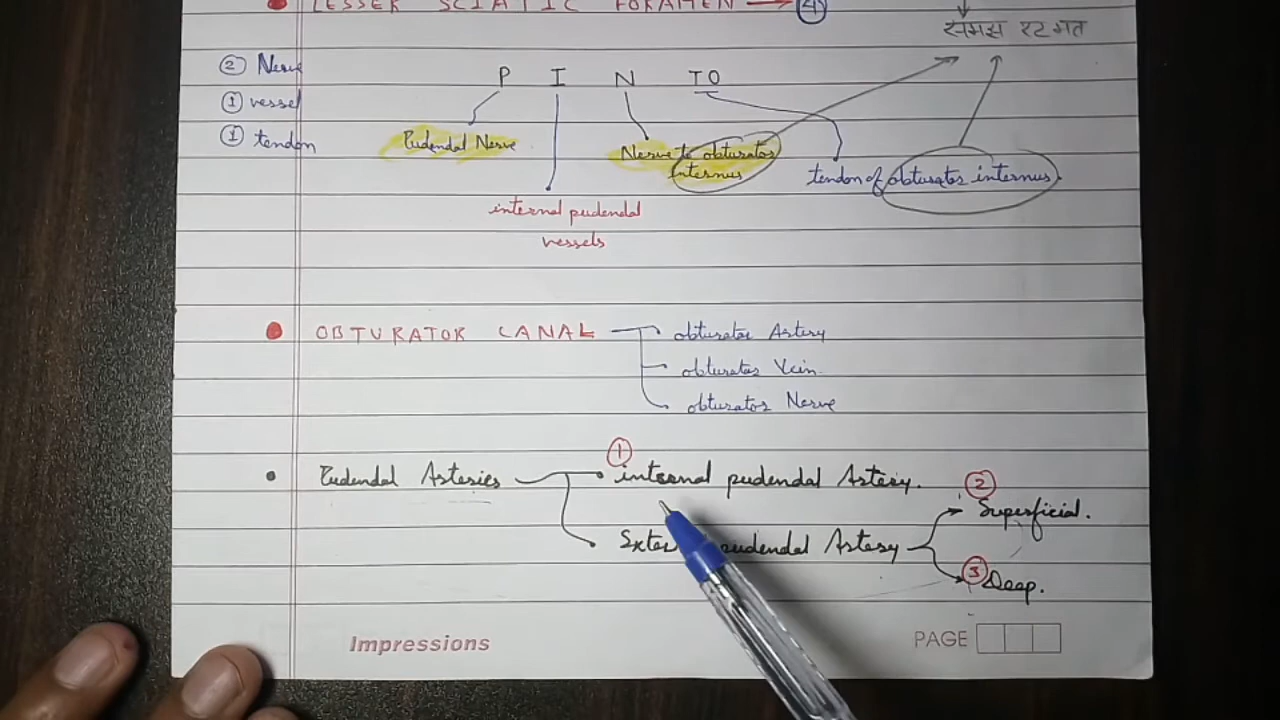 LESSER SCIATIC FORAMEN → 4
समझ रट मत
② Nerve
① vessel
① tendon
P I N TO
Pudendal Nerve
Nerve to obturator
Internus
tendon of obturator internus.
internal pudendal
vessels
OBTURATOR CANAL
obturator Artery
obturator Vein
obturator Nerve
Pudendal Arteries
① internal pudendal Artery.
② Superficial.
pudendal Artery
③ Deep.
Impressions
PAGE